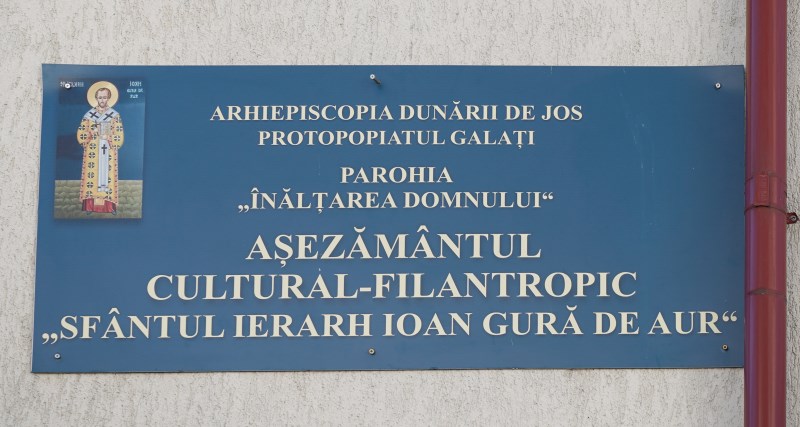 ARHIEPISCOPIA DUNĂRII DE JOS
PROTOPOPIATUL GALAȚI
PAROHIA
„ÎNĂLȚAREA DOMNULUI“
AȘEZĂMÂNTUL
CULTURAL-FILANTROPIC
„SFÂNTUL IERARH IOAN GURĂ DE AUR“